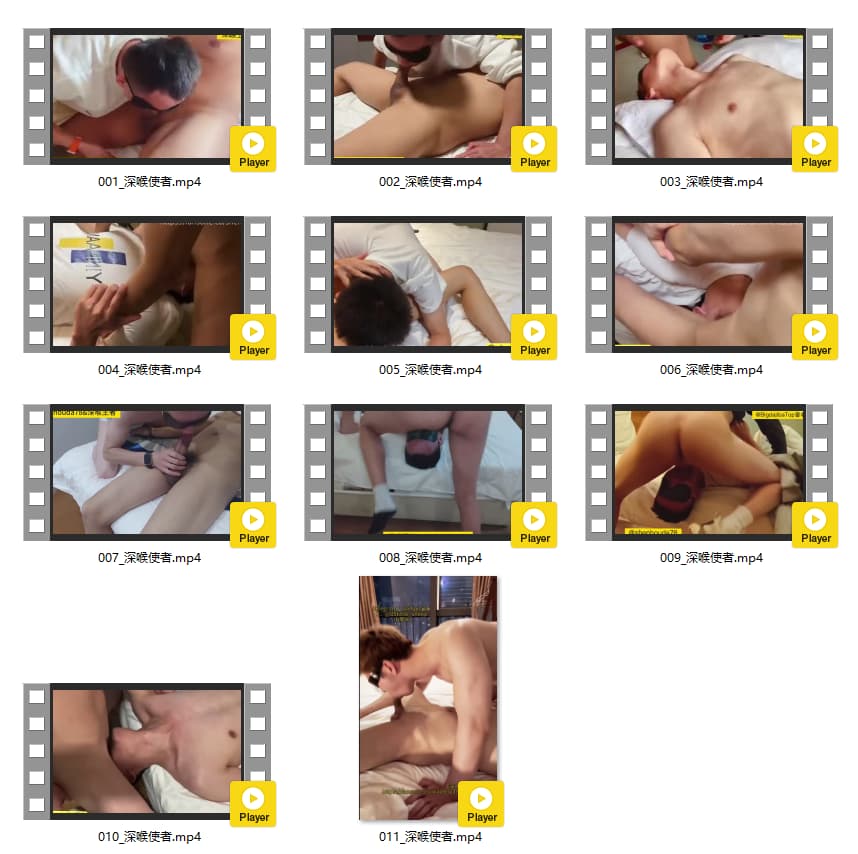 Player
Player
Player
001_深喉使者.mp4
002_深喉使者.mp4
003_深喉使者.mp4
Player
Player
Player
004_深喉使者.mp4
005_深喉使者.mp4
006_深喉使者.mp4
Player
Player
Player
007_深喉使者.mp4
008_深喉使者.mp4
009_深喉使者.mp4
Player
Player
010_深喉使者.mp4
011_深喉使者.mp4